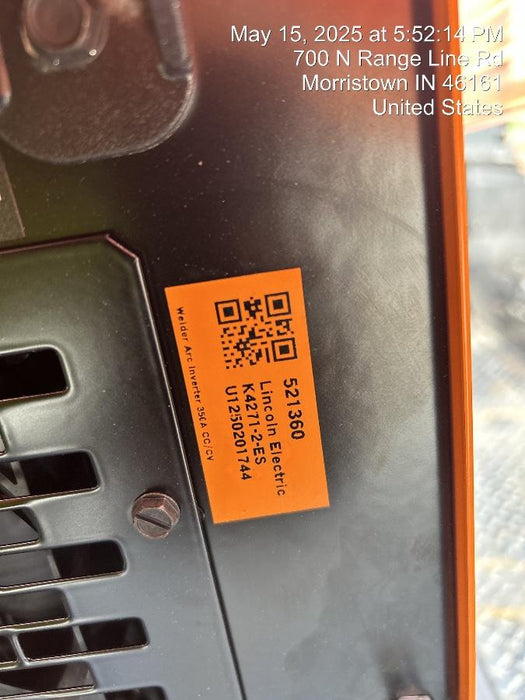 May 15, 2025 at 5:52:14 PM
700 N Range Line Rd
Morristown IN 46161
United States
521360
Lincoln Electric
K4271-2-ES
U1250201744
Welder Arc Inverter 350A CC/CV